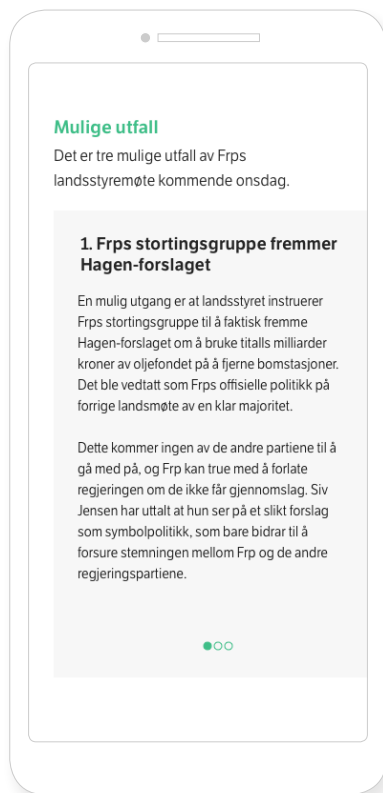 Mulige utfall
Det er tre mulige utfall av Frps
landsstyremøte kommende onsdag.
1. Frps stortingsgruppe fremmer
Hagen-forslaget
En mulig utgang er at landsstyret instruerer
Frps stortingsgruppe til å faktisk fremme
Hagen-forslaget om å bruke titalls milliarder
kroner av oljefondet på å fjerne bomstasjoner.
Det ble vedtatt som Frps offisielle politikk på
forrige landsmøte av en klar majoritet.
Dette kommer ingen av de andre partiene til å
gå med på, og Frp kan true med å forlate
regjeringen om de ikke får gjennomslag. Siv
Jensen har uttalt at hun ser på et slikt forslag
som symbolpolitikk, som bare bidrar til å
forsure stemningen mellom Frp og de andre
regjeringspartiene.